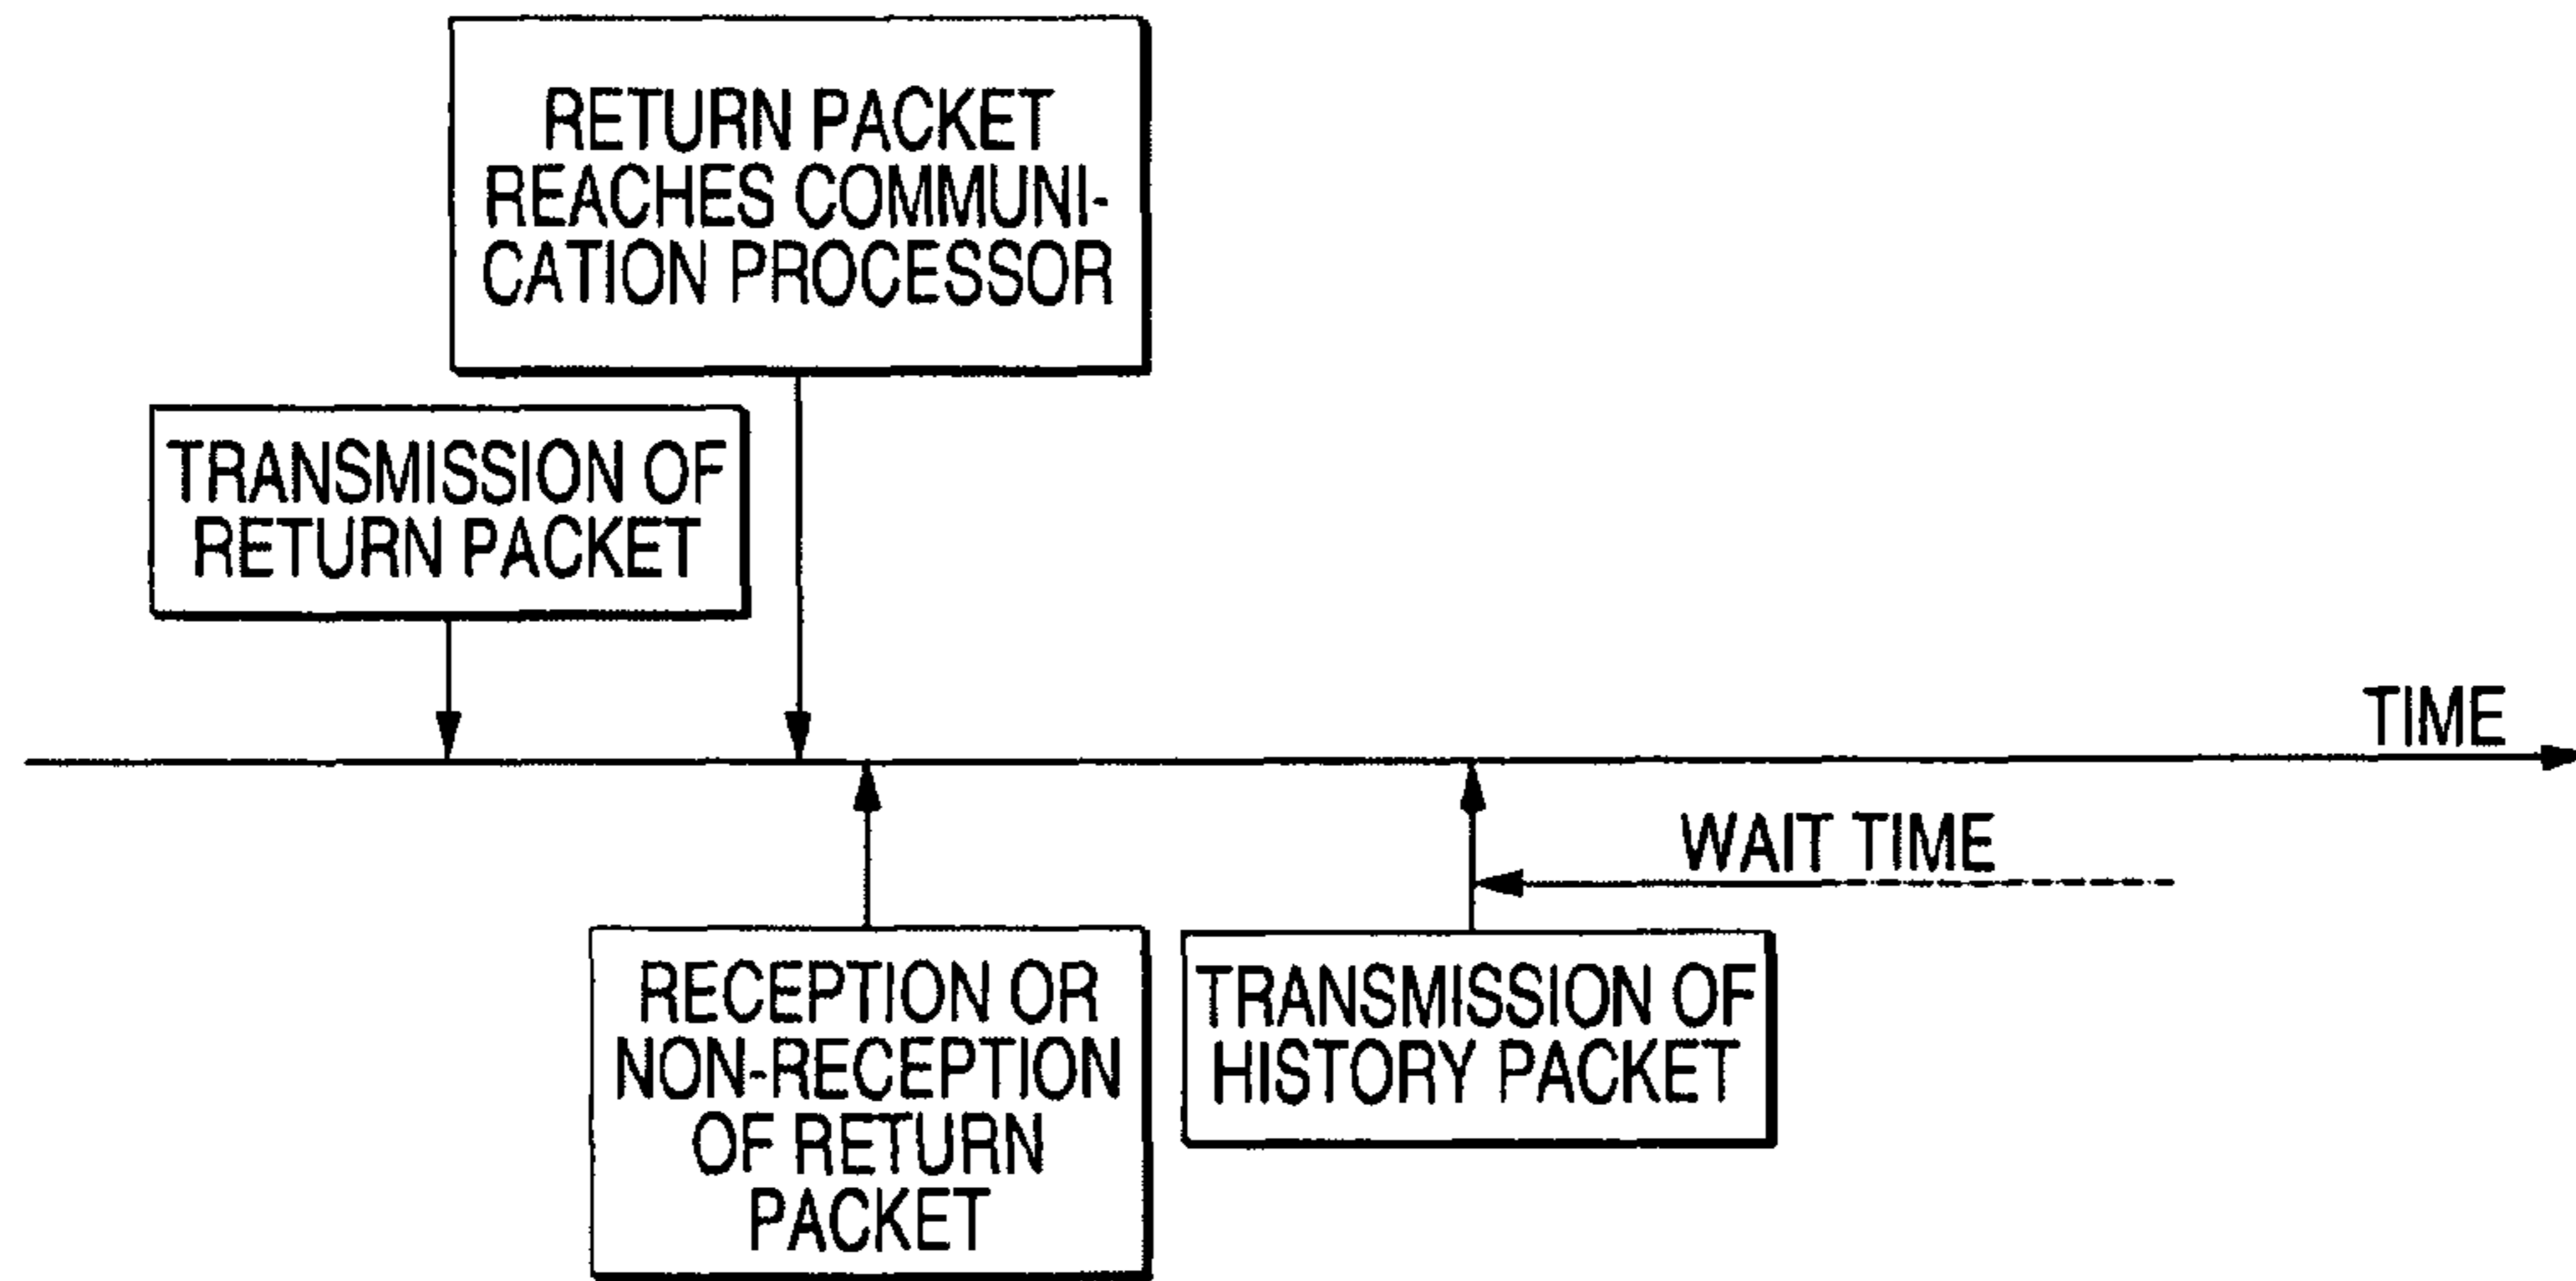 RETURN PACKET
REACHES COMMUNI-
CATION PROCESSOR
TRANSMISSION OF
RETURN PACKET
TIME
WAIT TIME
RECEPTION OR
NON-RECEPTION
OF RETURN
PACKET
TRANSMISSION OF
HISTORY PACKET